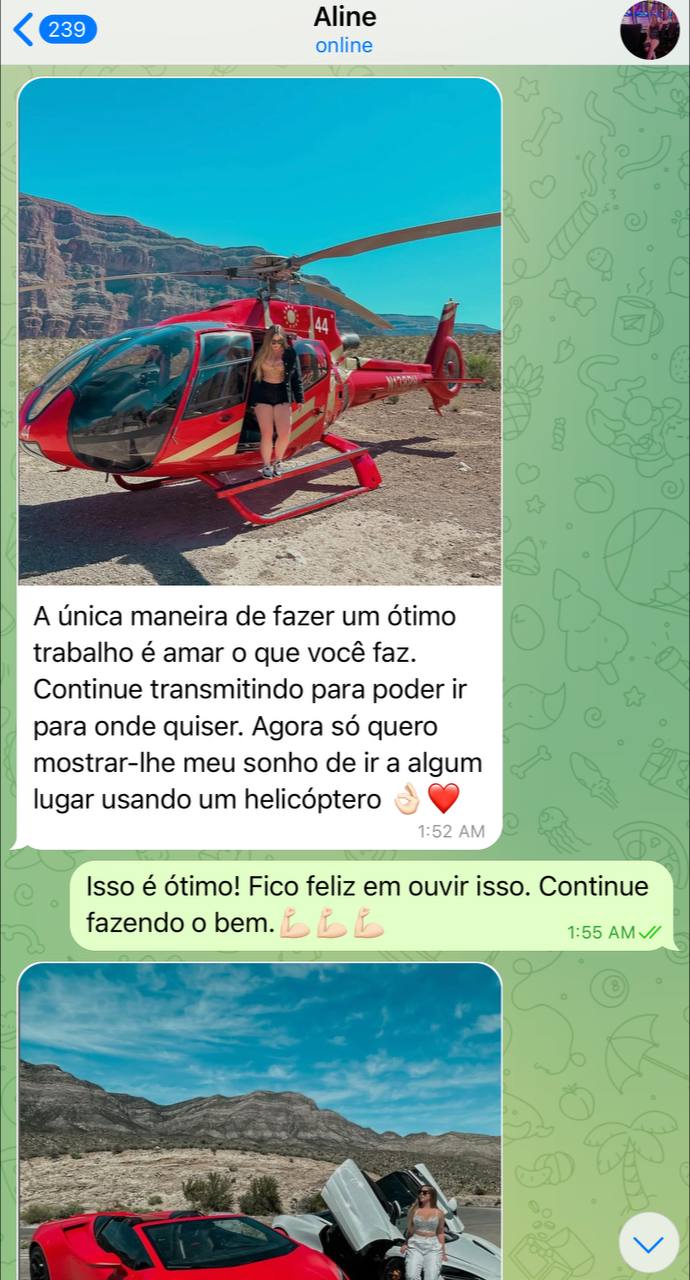 239
Aline
online
44
A única maneira de fazer um ótimo
trabalho é amar o que você faz.
Continue transmitindo para poder ir
para onde quiser. Agora só quero
mostrar-lhe meu sonho de ir a algum
lugar usando um helicóptero 👌🏻❤️
1:52 AM
Isso é ótimo! Fico feliz em ouvir isso. Continue
fazendo o bem.💪🏻💪🏻💪🏻
1:55 AM